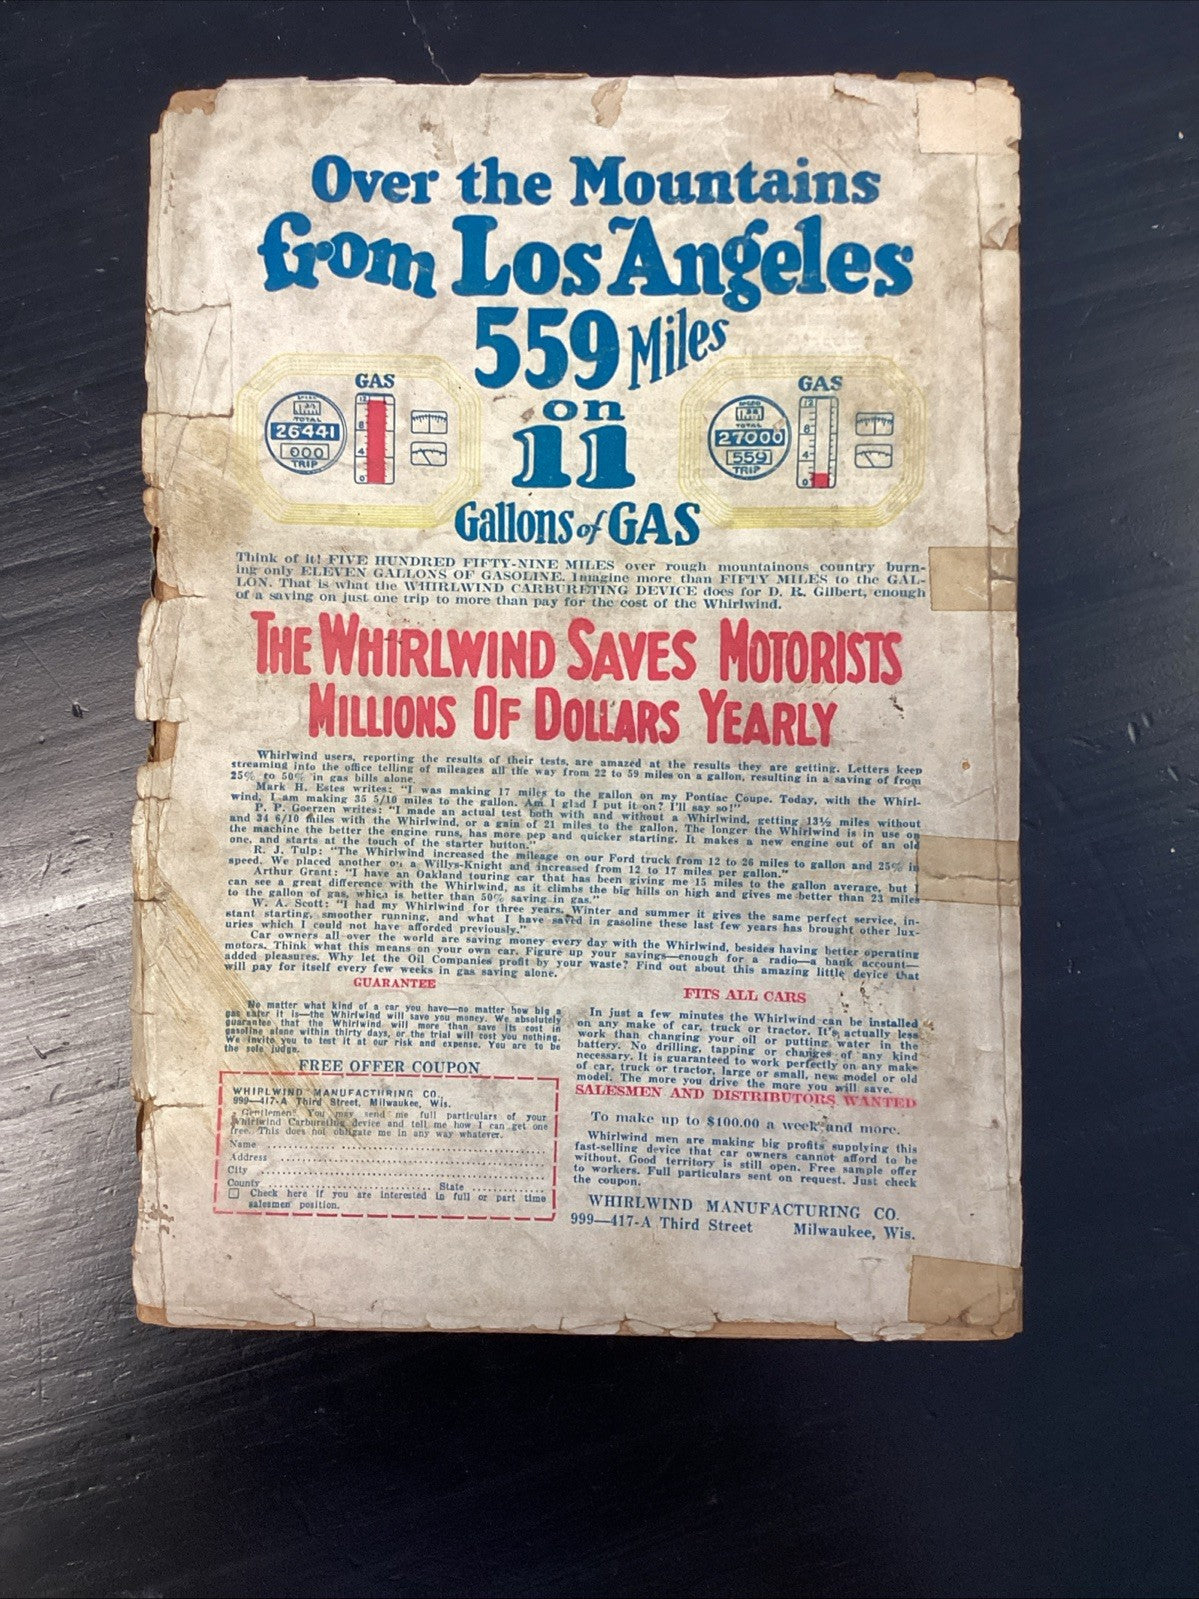 Over the Mountains
from Los Angeles
559 Miles
on
11
Gallons of GAS
GAS
TOTAL
26441
000
TRIP
12
8
4
0
GAS
TOTAL
27000
559
TRIP
12
8
4
0
Think of it! FIVE HUNDRED FIFTY-NINE MILES over rough mountainous country burn-
ing only ELEVEN GALLONS OF GASOLINE. Imagine more than FIFTY MILES to the GAL-
LON. That is what the WHIRLWIND CARBURETING DEVICE does for D. R. Gilbert, enough
of a saving on just one trip to more than pay for the cost of the Whirlwind.
THE WHIRLWIND SAVES MOTORISTS
MILLIONS OF DOLLARS YEARLY
Whirlwind users, reporting the results of their tests, are amazed at the results they are getting. Letters keep
streaming into the office telling of mileages all the way from 22 to 59 miles on a gallon, resulting in a saving of from
25% to 50% in gas bills alone.
Mark H. Estes writes: "I was making 17 miles to the gallon on my Pontiac Coupe. Today, with the Whirl-
wind, I am making 35 5/10 miles to the gallon. Am I glad I put it on? I'll say so!"
P. P. Goerzen writes: "I made an actual test both with and without a Whirlwind, getting 13½ miles without
and 34 6/10 miles with the Whirlwind, or a gain of 21 miles to the gallon. The longer the Whirlwind is in use on
the machine the better the engine runs, has more pep and quicker starting. It makes a new engine out of an old
one, and starts at the touch of the starter button."
R. J. Tulp: "The Whirlwind increased the mileage on our Ford truck from 12 to 26 miles to gallon and 25% in
speed. We placed another on a Willys-Knight and increased from 12 to 17 miles per gallon."
Arthur Grant: "I have an Oakland touring car that has been giving me 15 miles to the gallon average, but I
can see a great difference with the Whirlwind, as it climbs the big hills on high and gives me better than 23 miles
to the gallon of gas, which is better than 50% saving in gas."
W. A. Scott: "I had my Whirlwind for three years. Winter and summer it gives the same perfect service, in-
stant starting, smoother running, and what I have saved in gasoline these last few years has brought other lux-
uries which I could not have afforded previously."
Car owners all over the world are saving money every day with the Whirlwind, besides having better operating
motors. Think what this means on your own car. Figure up your savings—enough for a radio—a bank account—
added pleasures. Why let the Oil Companies profit by your waste? Find out about this amazing little device that
will pay for itself every few weeks in gas saving alone.
GUARANTEE
No matter what kind of a car you have—no matter how big a
gas eater it is—the Whirlwind will save you money. We absolutely
guarantee that the Whirlwind will more than save its cost in
gasoline alone within thirty days, or the trial will cost you nothing.
We invite you to test it at our risk and expense. You are to be
the sole judge.
FREE OFFER COUPON
WHIRLWIND MANUFACTURING CO.,
999—417-A Third Street, Milwaukee, Wis.
Gentlemen: You may send me full particulars of your
Whirlwind Carbureting device and tell me how I can get one
free. This does not obligate me in any way whatever.
Name
Address
City
County State
Check here if you are interested in full or part time
salesmen position.
FITS ALL CARS
In just a few minutes the Whirlwind can be installed
on any make of car, truck or tractor. It's actually less
work than changing your oil or putting water in the
battery. No drilling, tapping or changes of any kind
necessary. It is guaranteed to work perfectly on any make
of car, truck or tractor, large or small, new model or old
model. The more you drive the more you will save.
SALESMEN AND DISTRIBUTORS WANTED
To make up to $100.00 a week and more.
Whirlwind men are making big profits supplying this
fast-selling device that car owners cannot afford to be
without. Good territory is still open. Free sample offer
to workers. Full particulars sent on request. Just check
the coupon.
WHIRLWIND MANUFACTURING CO.
999—417-A Third Street Milwaukee, Wis.